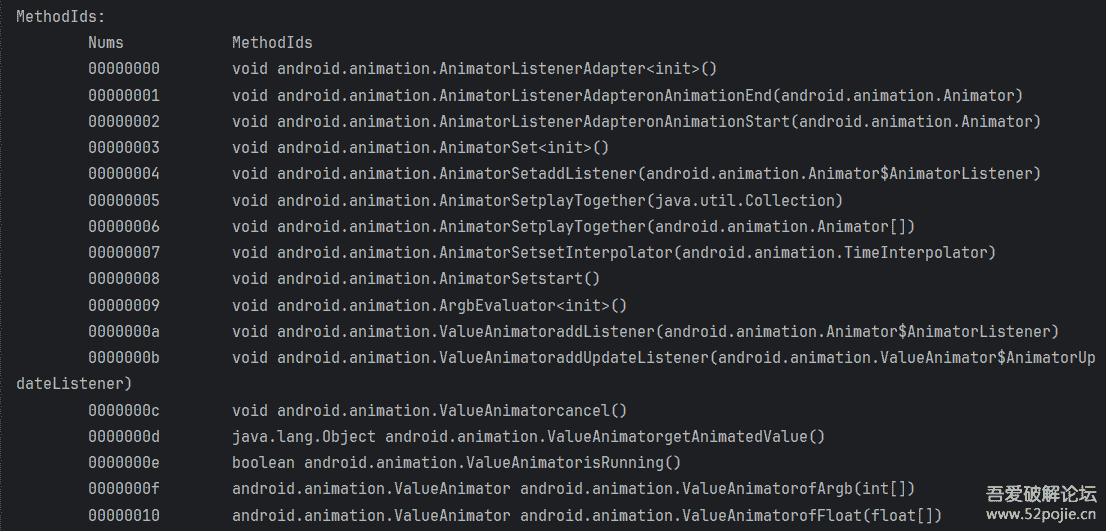 MethodIds:
Nums MethodIds
00000000 void android.animation.AnimatorListenerAdapter<init>()
00000001 void android.animation.AnimatorListenerAdapteronAnimationEnd(android.animation.Animator)
00000002 void android.animation.AnimatorListenerAdapteronAnimationStart(android.animation.Animator)
00000003 void android.animation.AnimatorSet<init>()
00000004 void android.animation.AnimatorSetaddListener(android.animation.Animator$AnimatorListener)
00000005 void android.animation.AnimatorSetplayTogether(java.util.Collection)
00000006 void android.animation.AnimatorSetplayTogether(android.animation.Animator[])
00000007 void android.animation.AnimatorSetsetInterpolator(android.animation.TimeInterpolator)
00000008 void android.animation.AnimatorSetstart()
00000009 void android.animation.ArgbEvaluator<init>()
0000000a void android.animation.ValueAnimatoraddListener(android.animation.Animator$AnimatorListener)
0000000b void android.animation.ValueAnimatoraddUpdateListener(android.animation.ValueAnimator$AnimatorUp
dateListener)
0000000c void android.animation.ValueAnimatorcancel()
0000000d java.lang.Object android.animation.ValueAnimatorgetAnimatedValue()
0000000e boolean android.animation.ValueAnimatorisRunning()
0000000f android.animation.ValueAnimator android.animation.ValueAnimatorofArgb(int[])
00000010 android.animation.ValueAnimator android.animation.ValueAnimatorofFloat(float[])
吾爱破解论坛
www.52pojie.cn